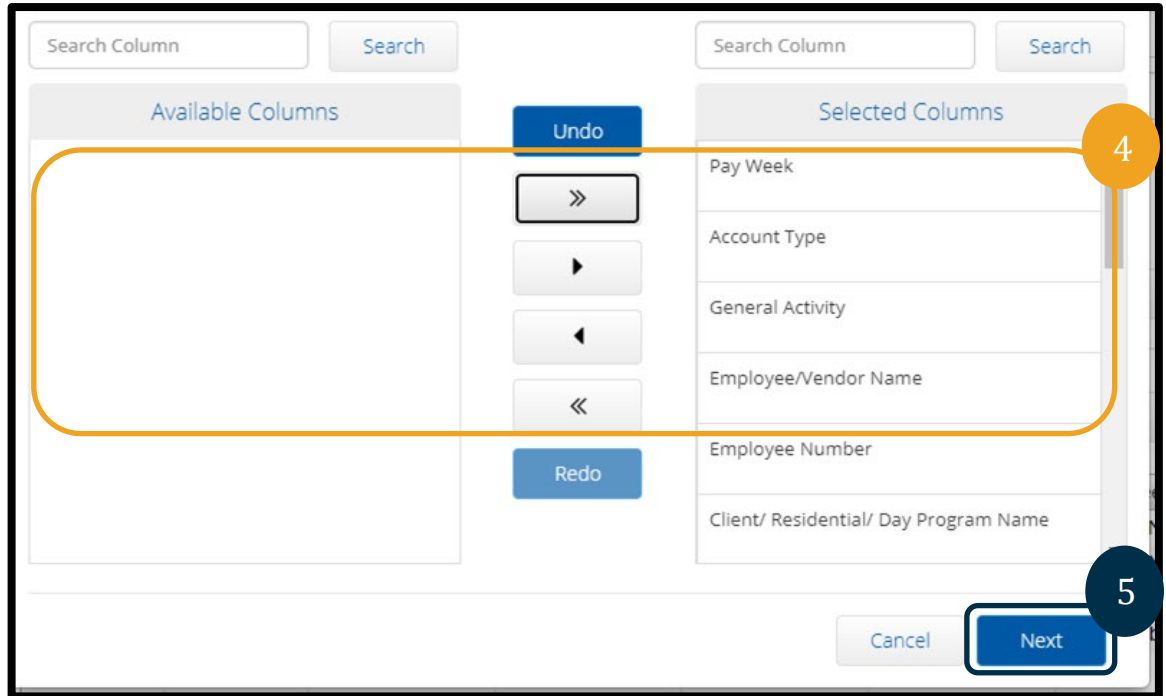 Search Column
Search
Search Column
Search
Available Columns
Undo
Selected Columns
4
Pay Week
Account Type
General Activity
Employee/Vendor Name
Employee Number
Redo
Client/ Residential/ Day Program Name
5
Cancel
Next